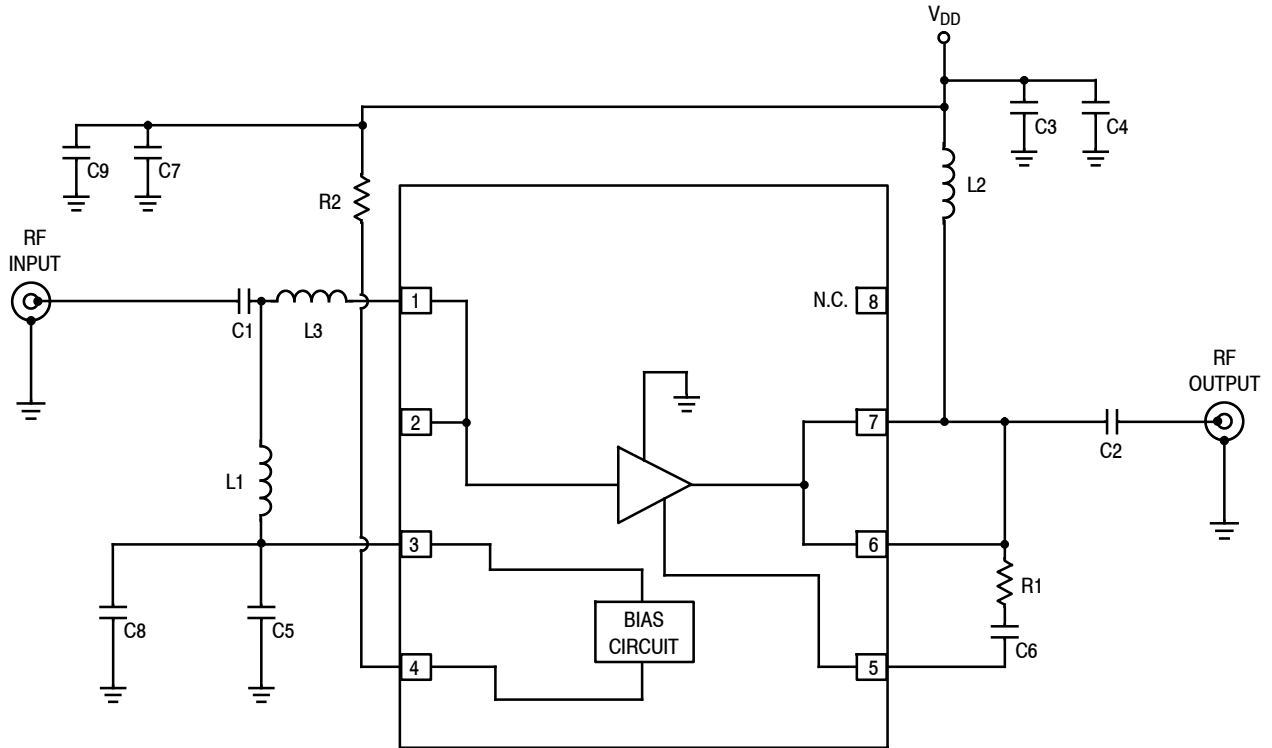 VDD
C3
C4
C9
C7
R2
L2
RF
INPUT
C1
L3
1
N.C.
8
RF
OUTPUT
2
7
C2
L1
3
6
R1
C8
C5
BIAS
CIRCUIT
C6
4
5